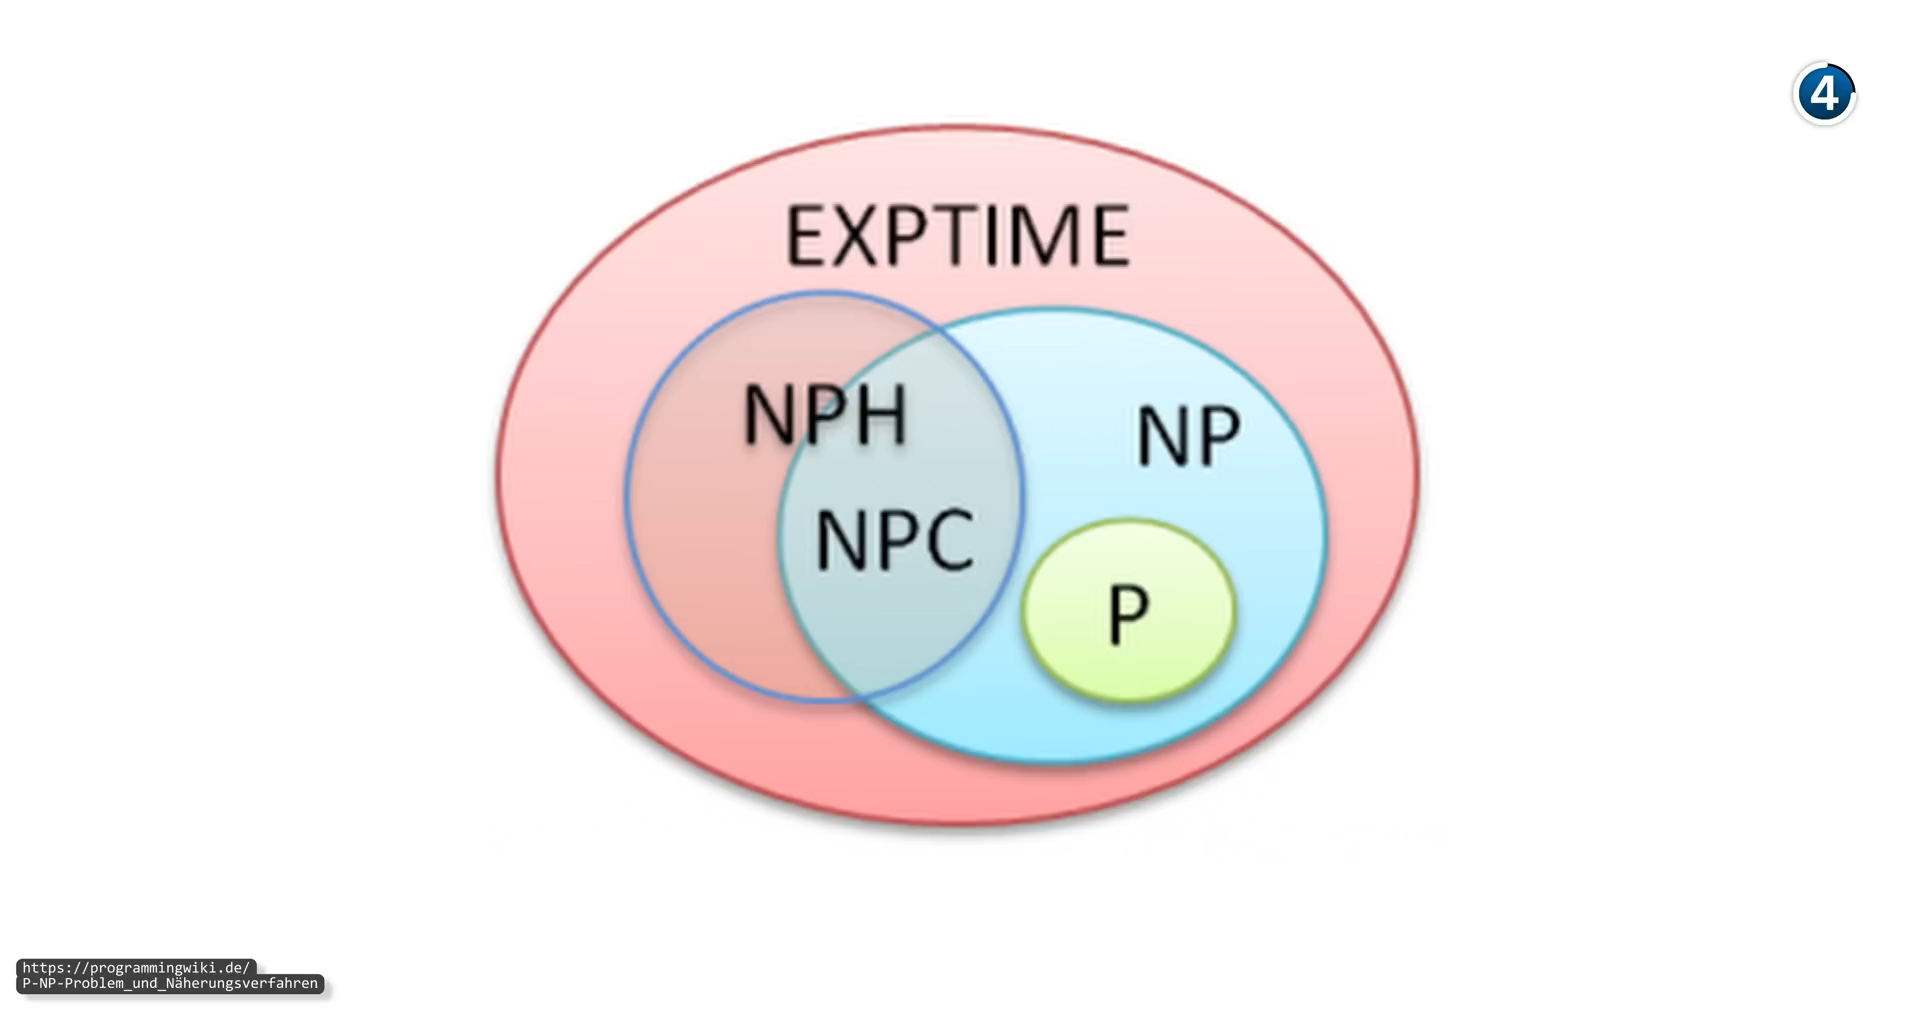 4
EXPTIME
NPH
NP
NPC
P
https://programmingwiki.de/
P-NP-Problem_und_Näherungsverfahren